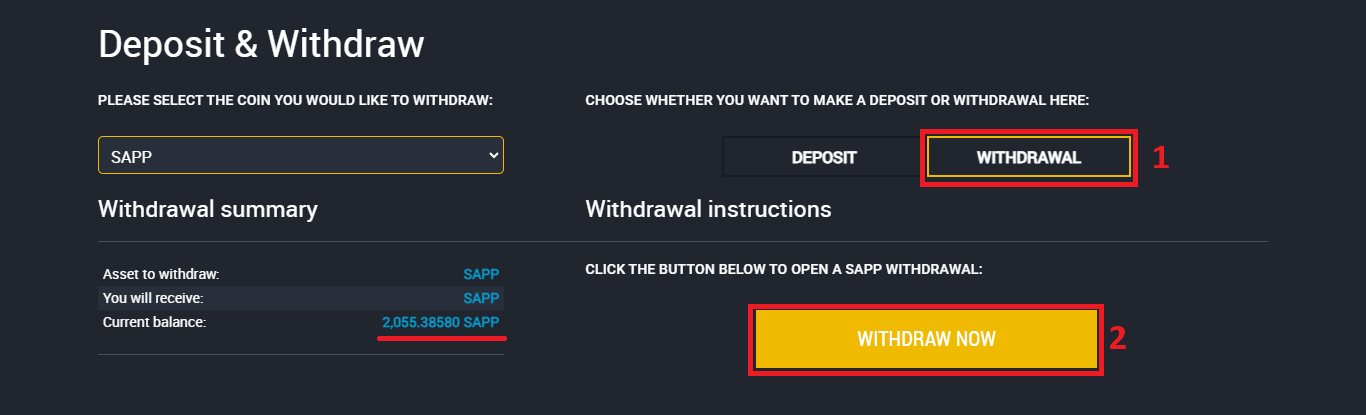 Deposit & Withdraw
PLEASE SELECT THE COIN YOU WOULD LIKE TO WITHDRAW:
SAPP
CHOOSE WHETHER YOU WANT TO MAKE A DEPOSIT OR WITHDRAWAL HERE:
DEPOSIT
WITHDRAWAL
1
Withdrawal summary
Asset to withdraw: SAPP
You will receive: SAPP
Current balance: 2,055.38580 SAPP
Withdrawal instructions
CLICK THE BUTTON BELOW TO OPEN A SAPP WITHDRAWAL:
WITHDRAW NOW
2